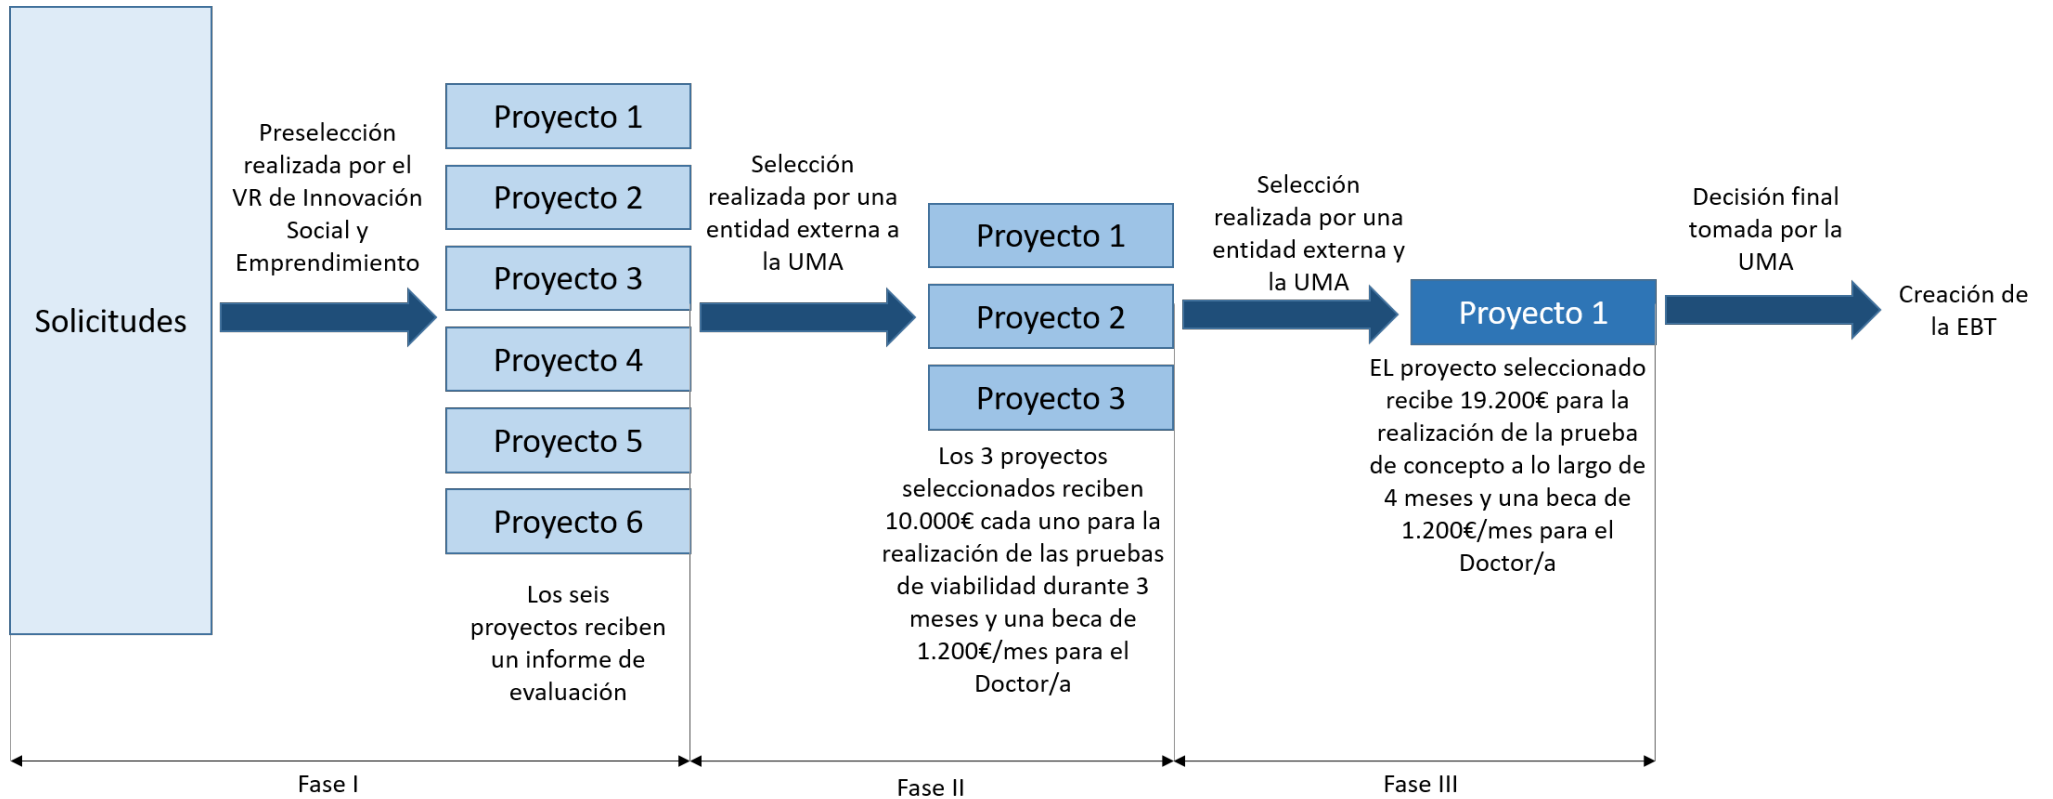 Solicitudes
Preselección
realizada por el
VR de Innovación
Social y
Emprendimiento
Proyecto 1
Proyecto 2
Proyecto 3
Proyecto 4
Proyecto 5
Proyecto 6
Los seis
proyectos reciben
un informe de
evaluación
Selección
realizada por una
entidad externa a
la UMA
Proyecto 1
Proyecto 2
Proyecto 3
Los 3 proyectos
seleccionados reciben
10.000€ cada uno para la
realización de las pruebas
de viabilidad durante 3
meses y una beca de
1.200€/mes para el
Doctor/a
Selección
realizada por una
entidad externa y
la UMA
Proyecto 1
EL proyecto seleccionado
recibe 19.200€ para la
realización de la prueba
de concepto a lo largo de
4 meses y una beca de
1.200€/mes para el
Doctor/a
Decisión final
tomada por la
UMA
Creación de
la EBT
Fase I
Fase II
Fase III